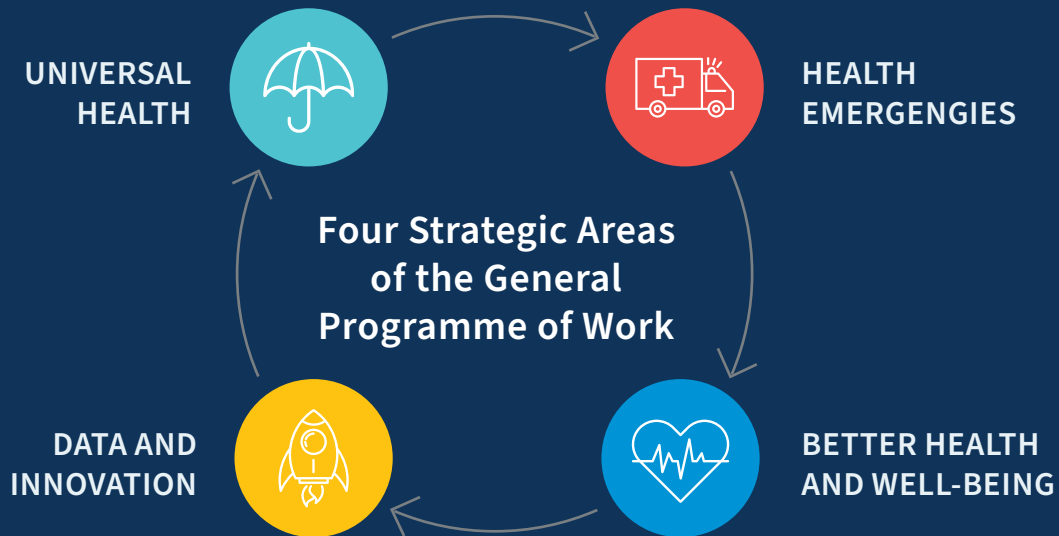 UNIVERSAL
HEALTH
HEALTH
EMERGENGIES
Four Strategic Areas
of the General
Programme of Work
DATA AND
INNOVATION
BETTER HEALTH
AND WELL-BEING